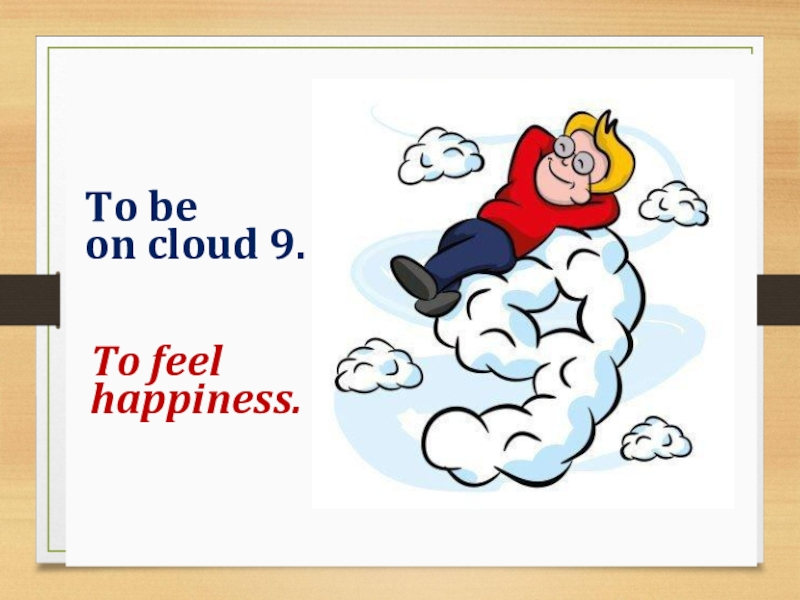 To be
on cloud 9.
To feel
happiness.